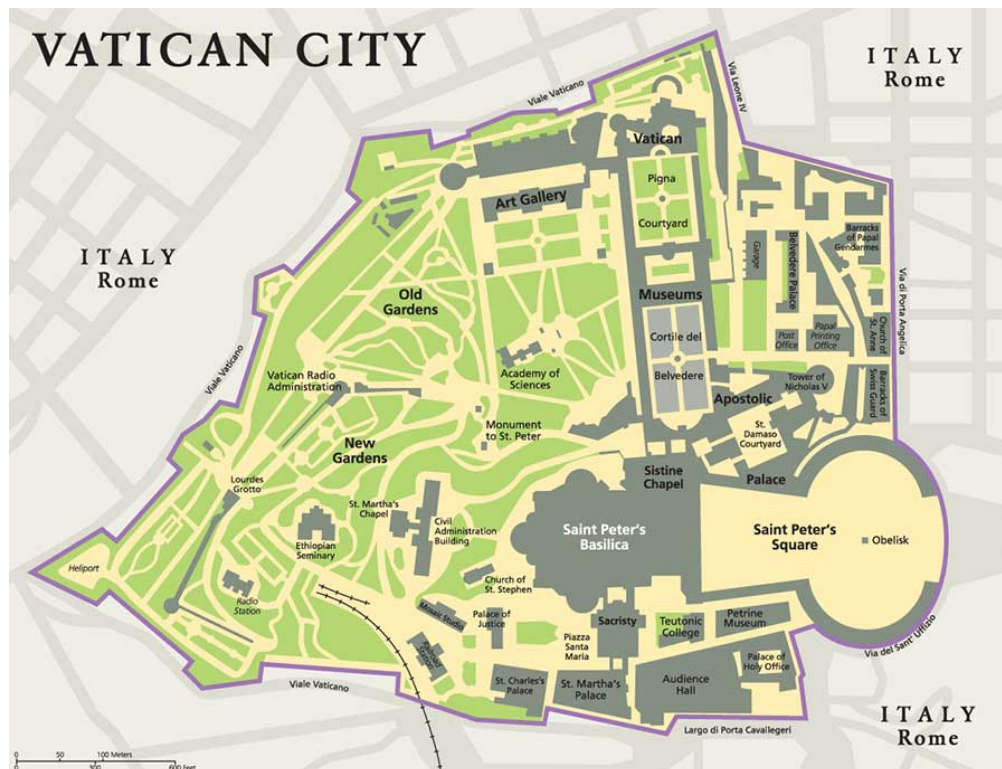 VATICAN CITY
ITALY
Rome
Viale Vaticano
Via Leone IV
Vatican
Pigna
Courtyard
Art Gallery
Barracks
of Papal
Gendarmes
Garage
Belvedere Palace
ITALY
Rome
Old
Gardens
Museums
Cortile del
Belvedere
Post
Office
Papal
Printing
Office
Church of
St. Anne
Via di Porta Angelica
Viale Vaticano
Vatican Radio
Administration
Academy of
Sciences
Tower of
Nicholas V
Barracks of
Swiss Guard
Apostolic
St.
Damaso
Courtyard
Monument
to St. Peter
New
Gardens
Sistine
Chapel
Palace
Lourdes
Grotto
St. Martha's
Chapel
Civil
Administration
Building
Ethiopian
Seminary
Saint Peter's
Basilica
Saint Peter's
Square
Obelisk
Heliport
Radio
Station
Church of
St. Stephen
Mosaic Studio
Palace of
Justice
Sacristy
Teutonic
College
Petrine
Museum
Piazza
Santa
Maria
Railroad
Station
Palace of
Holy Office
Via del Sant' Uffizio
Viale Vaticano
St. Charles's
Palace
St. Martha's
Palace
Audience
Hall
Largo di Porta Cavallegeri
ITALY
Rome
0 50 100 Meters
0 300 600 Feet